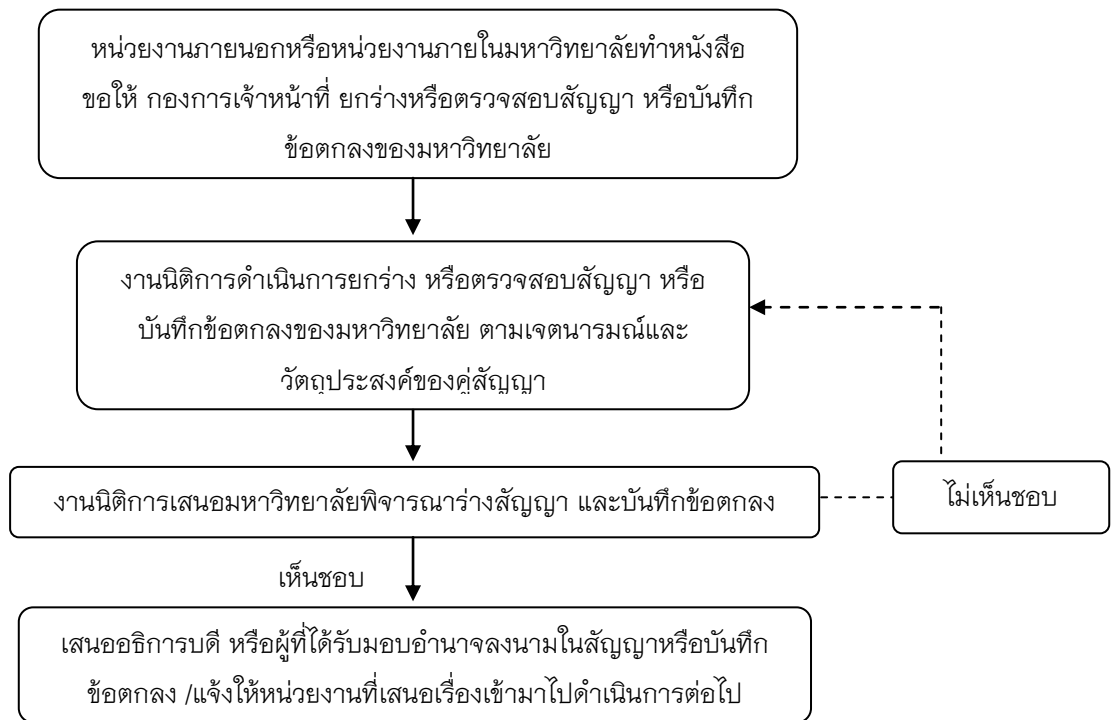 หน่วยงานภายนอกหรือหน่วยงานภายในมหาวิทยาลัยทำหนังสือ
ขอให้ กองการเจ้าหน้าที่ ยกร่างหรือตรวจสอบสัญญา หรือบันทึก
ข้อตกลงของมหาวิทยาลัย
งานนิติการดำเนินการยกร่าง หรือตรวจสอบสัญญา หรือ
บันทึกข้อตกลงของมหาวิทยาลัย ตามเจตนารมณ์และ
วัตถุประสงค์ของคู่สัญญา
งานนิติการเสนอมหาวิทยาลัยพิจารณาร่างสัญญา และบันทึกข้อตกลง
ไม่เห็นชอบ
เห็นชอบ
เสนออธิการบดี หรือผู้ที่ได้รับมอบอำนาจลงนามในสัญญาหรือบันทึก
ข้อตกลง /แจ้งให้หน่วยงานที่เสนอเรื่องเข้ามาไปดำเนินการต่อไป